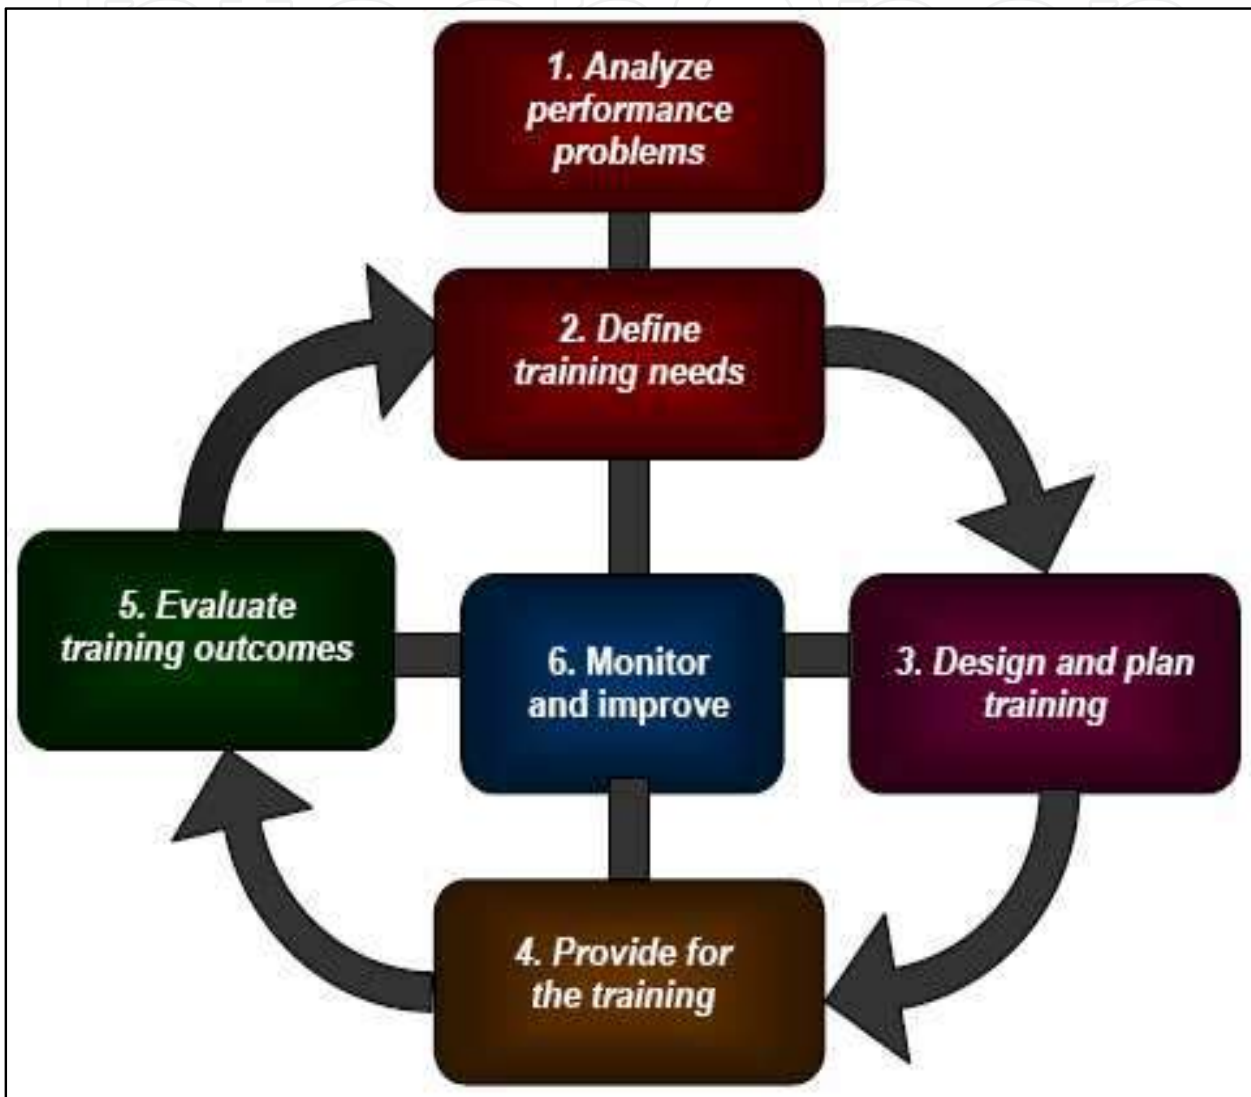 1. Analyze
performance
problems
2. Define
training needs
3. Design and plan
training
4. Provide for
the training
5. Evaluate
training outcomes
6. Monitor
and improve